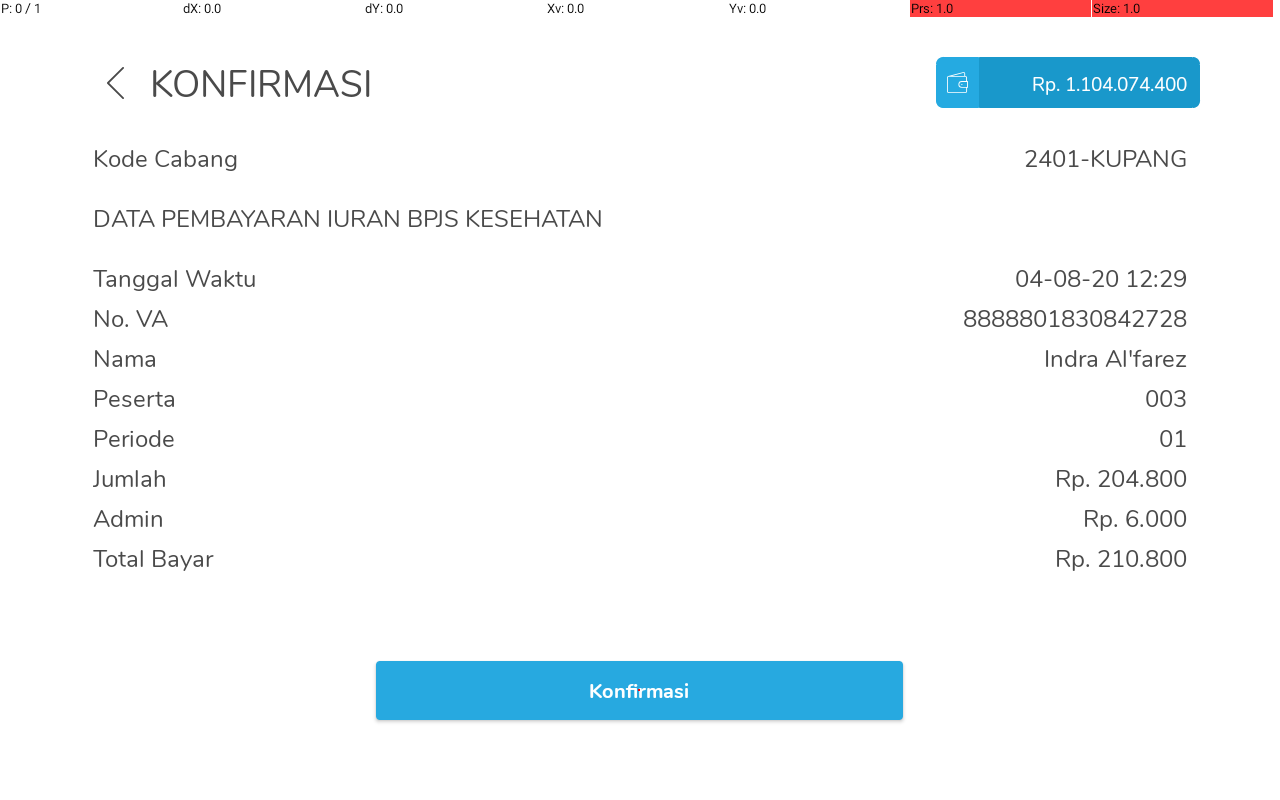 P: 0 / 1 dX: 0.0 dY: 0.0 Xv: 0.0 Yv: 0.0 Prs: 1.0 Size: 1.0
KONFIRMASI Rp. 1.104.074.400
Kode Cabang 2401-KUPANG
DATA PEMBAYARAN IURAN BPJS KESEHATAN
Tanggal Waktu 04-08-20 12:29
No. VA 8888801830842728
Nama Indra Al'farez
Peserta 003
Periode 01
Jumlah Rp. 204.800
Admin Rp. 6.000
Total Bayar Rp. 210.800
Konfirmasi